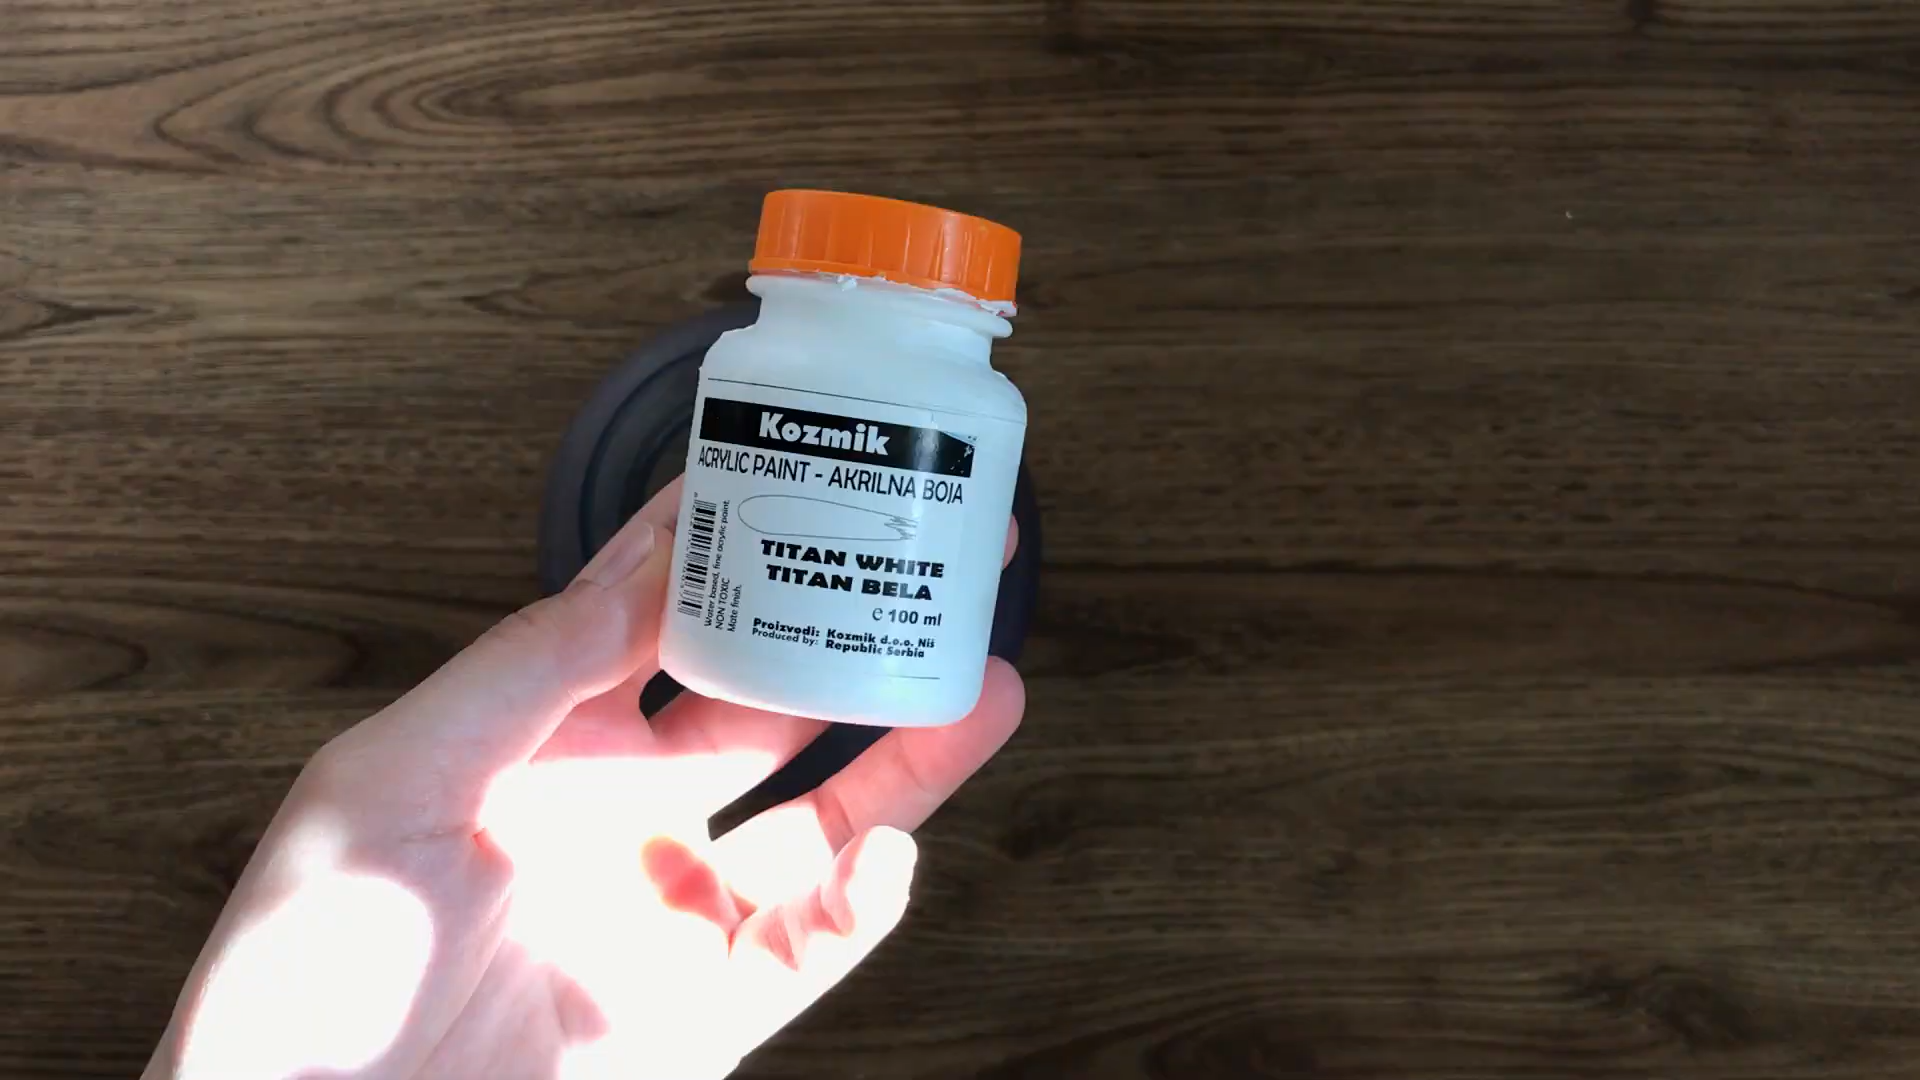 Kozmik
ACRYLIC PAINT - AKRILNA BOJA
TITAN WHITE
TITAN BELA
e 100 ml
Proizvodi: Kozmik d.o.o. Niš
Produced by: Republic Serbia
Water based, fine acrylic paint.
NON TOXIC
Mate finish.